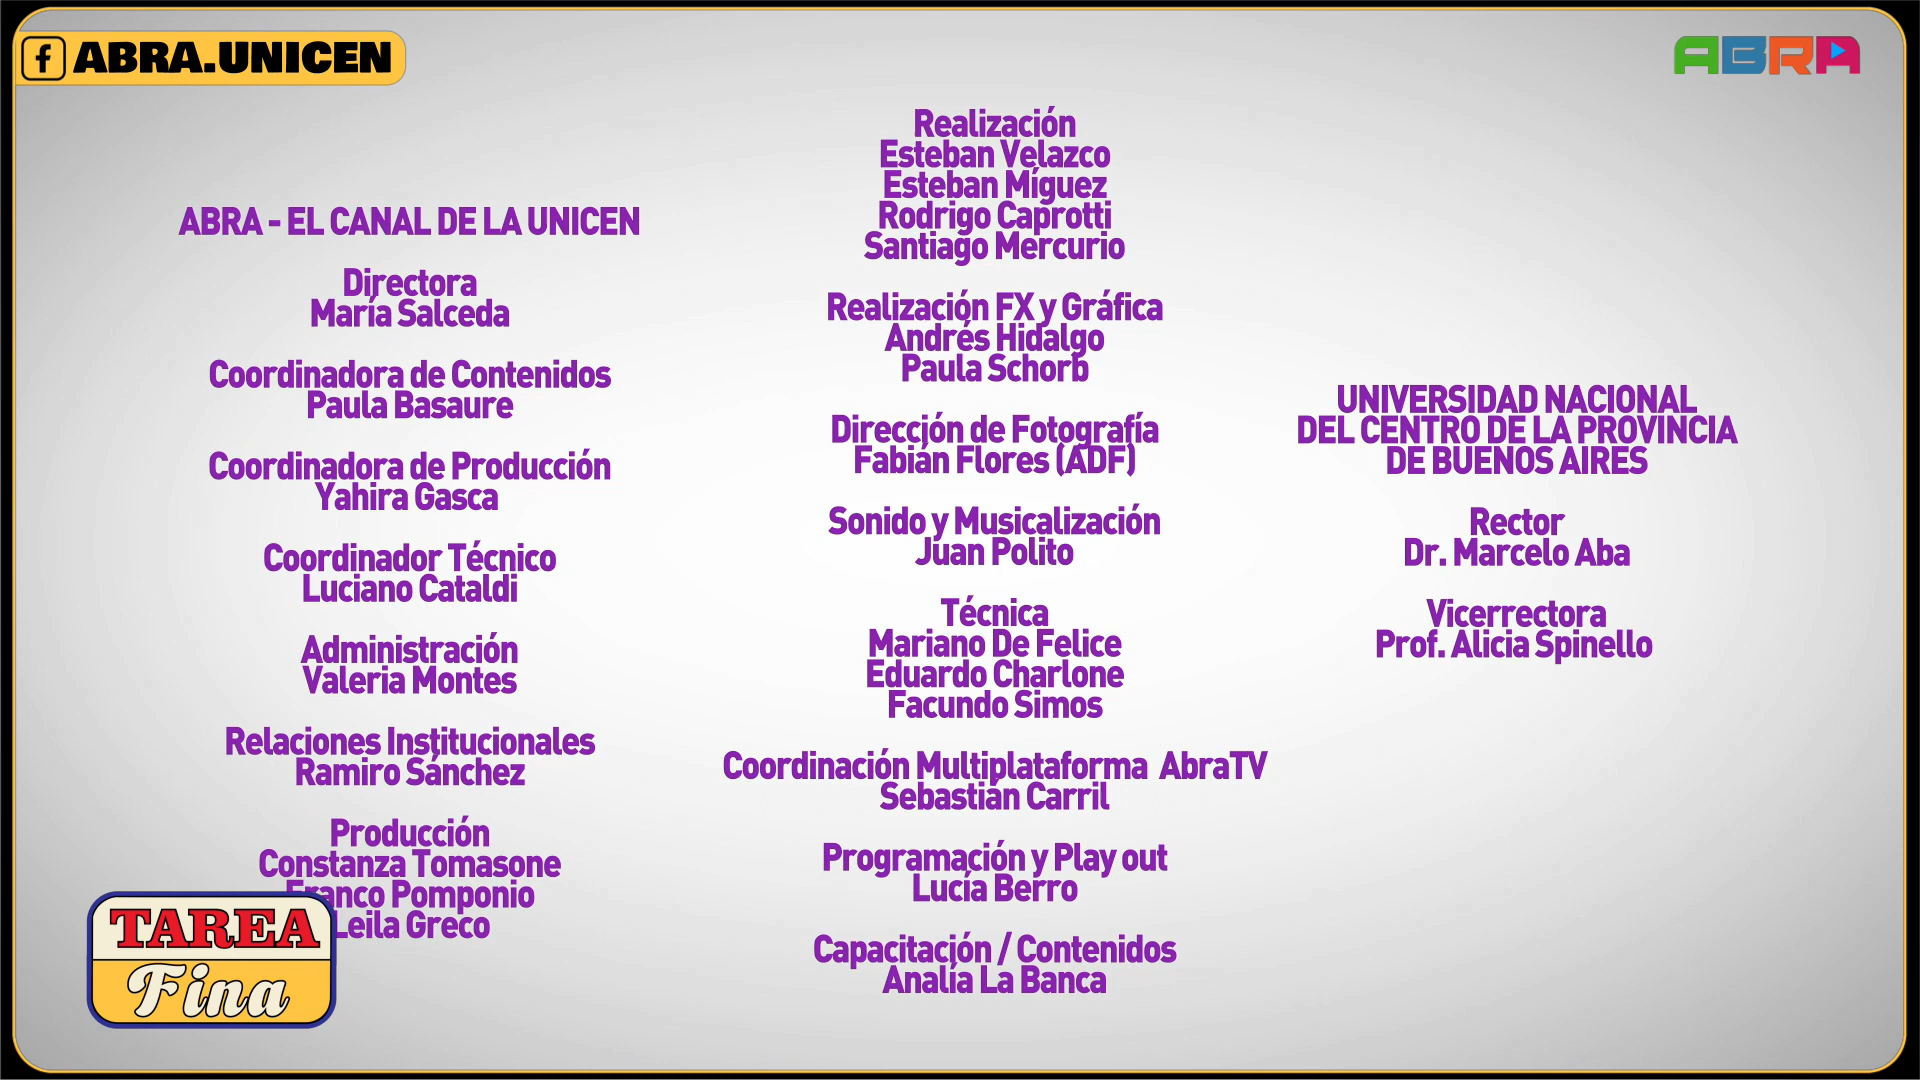 ABRA.UNICEN
ABRA
ABRA - EL CANAL DE LA UNICEN
Directora
María Salceda
Coordinadora de Contenidos
Paula Basaure
Coordinadora de Producción
Yahira Gasca
Coordinador Técnico
Luciano Cataldi
Administración
Valeria Montes
Relaciones Institucionales
Ramiro Sánchez
Producción
Constanza Tomasone
Franco Pomponio
Leila Greco
TAREA
Fina
Realización
Esteban Velazco
Esteban Míguez
Rodrigo Caprotti
Santiago Mercurio
Realización FX y Gráfica
Andrés Hidalgo
Paula Schorb
Dirección de Fotografía
Fabián Flores (ADF)
Sonido y Musicalización
Juan Polito
Técnica
Mariano De Felice
Eduardo Charlone
Facundo Simos
Coordinación Multiplataforma AbraTV
Sebastián Carril
Programación y Play out
Lucía Berro
Capacitación / Contenidos
Analía La Banca
UNIVERSIDAD NACIONAL
DEL CENTRO DE LA PROVINCIA
DE BUENOS AIRES
Rector
Dr. Marcelo Aba
Vicerrectora
Prof. Alicia Spinello